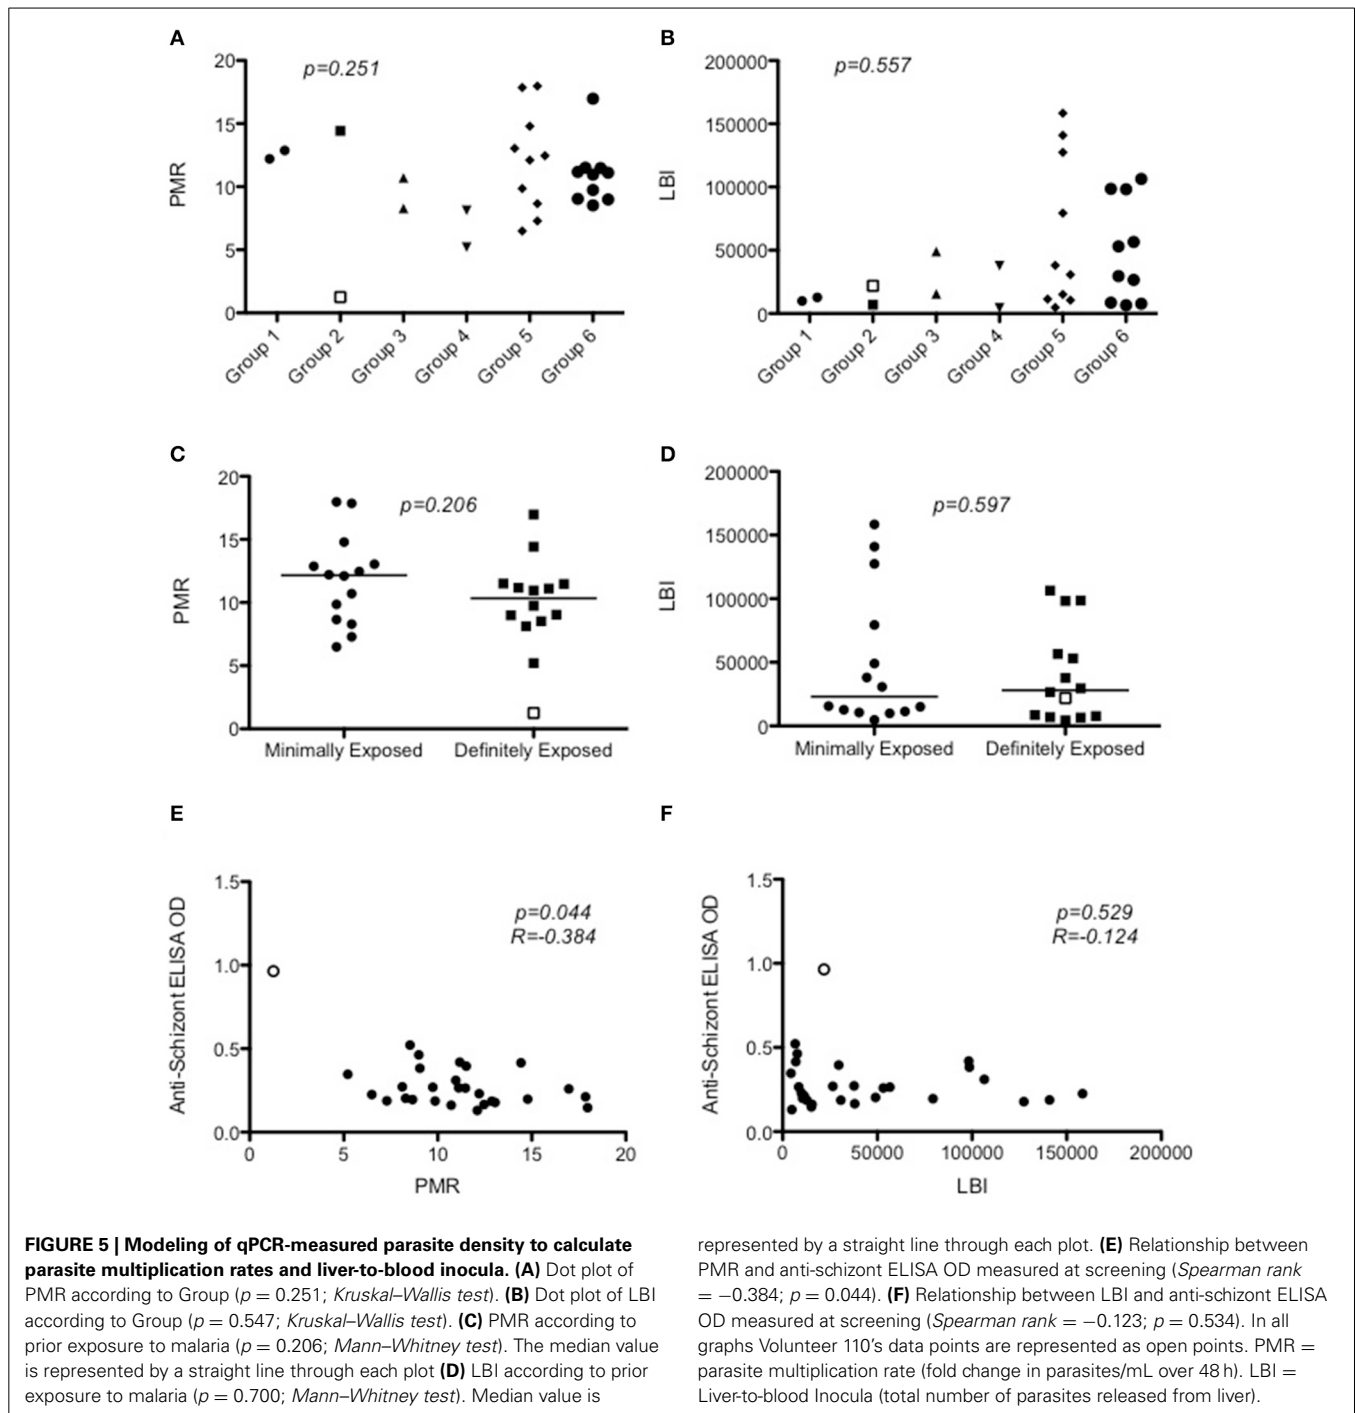 A
20
15
10
5
0
PMR
p=0.251
Group 1
Group 2
Group 3
Group 4
Group 5
Group 6
B
200000
150000
100000
50000
0
LBI
p=0.557
Group 1
Group 2
Group 3
Group 4
Group 5
Group 6
C
20
15
10
5
0
PMR
p=0.206
Minimally Exposed
Definitely Exposed
D
200000
150000
100000
50000
0
LBI
p=0.597
Minimally Exposed
Definitely Exposed
E
1.5
1.0
0.5
0.0
Anti-Schizont ELISA OD
p=0.044
R=-0.384
0
5
10
15
20
PMR
F
1.5
1.0
0.5
0.0
Anti-Schizont ELISA OD
p=0.529
R=-0.124
0
50000
100000
150000
200000
LBI
FIGURE 5 | Modeling of qPCR-measured parasite density to calculate
parasite multiplication rates and liver-to-blood inocula. (A) Dot plot of
PMR according to Group (p = 0.251; Kruskal–Wallis test). (B) Dot plot of LBI
according to Group (p = 0.547; Kruskal–Wallis test). (C) PMR according to
prior exposure to malaria (p = 0.206; Mann–Whitney test). The median value
is represented by a straight line through each plot (D) LBI according to prior
exposure to malaria (p = 0.700; Mann–Whitney test). Median value is
represented by a straight line through each plot. (E) Relationship between
PMR and anti-schizont ELISA OD measured at screening (Spearman rank
= −0.384; p = 0.044). (F) Relationship between LBI and anti-schizont ELISA
OD measured at screening (Spearman rank = −0.123; p = 0.534). In all
graphs Volunteer 110's data points are represented as open points. PMR =
parasite multiplication rate (fold change in parasites/mL over 48 h). LBI =
Liver-to-blood Inocula (total number of parasites released from liver).